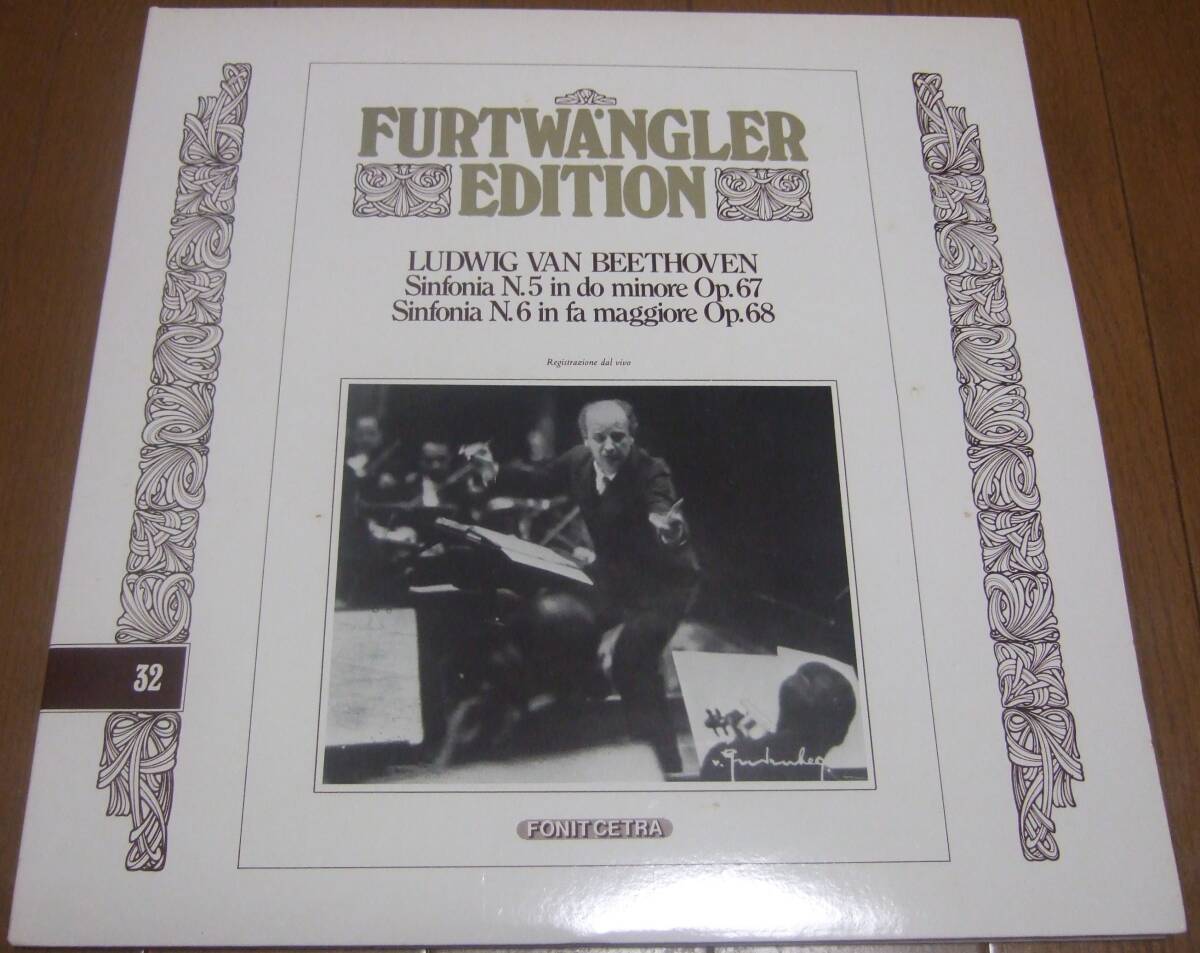 FURTWÄNGLER
EDITION
LUDWIG VAN BEETHOVEN
Sinfonia N.5 in do minore Op.67
Sinfonia N.6 in fa maggiore Op.68
Registrazione dal vivo
32
FONIT CETRA